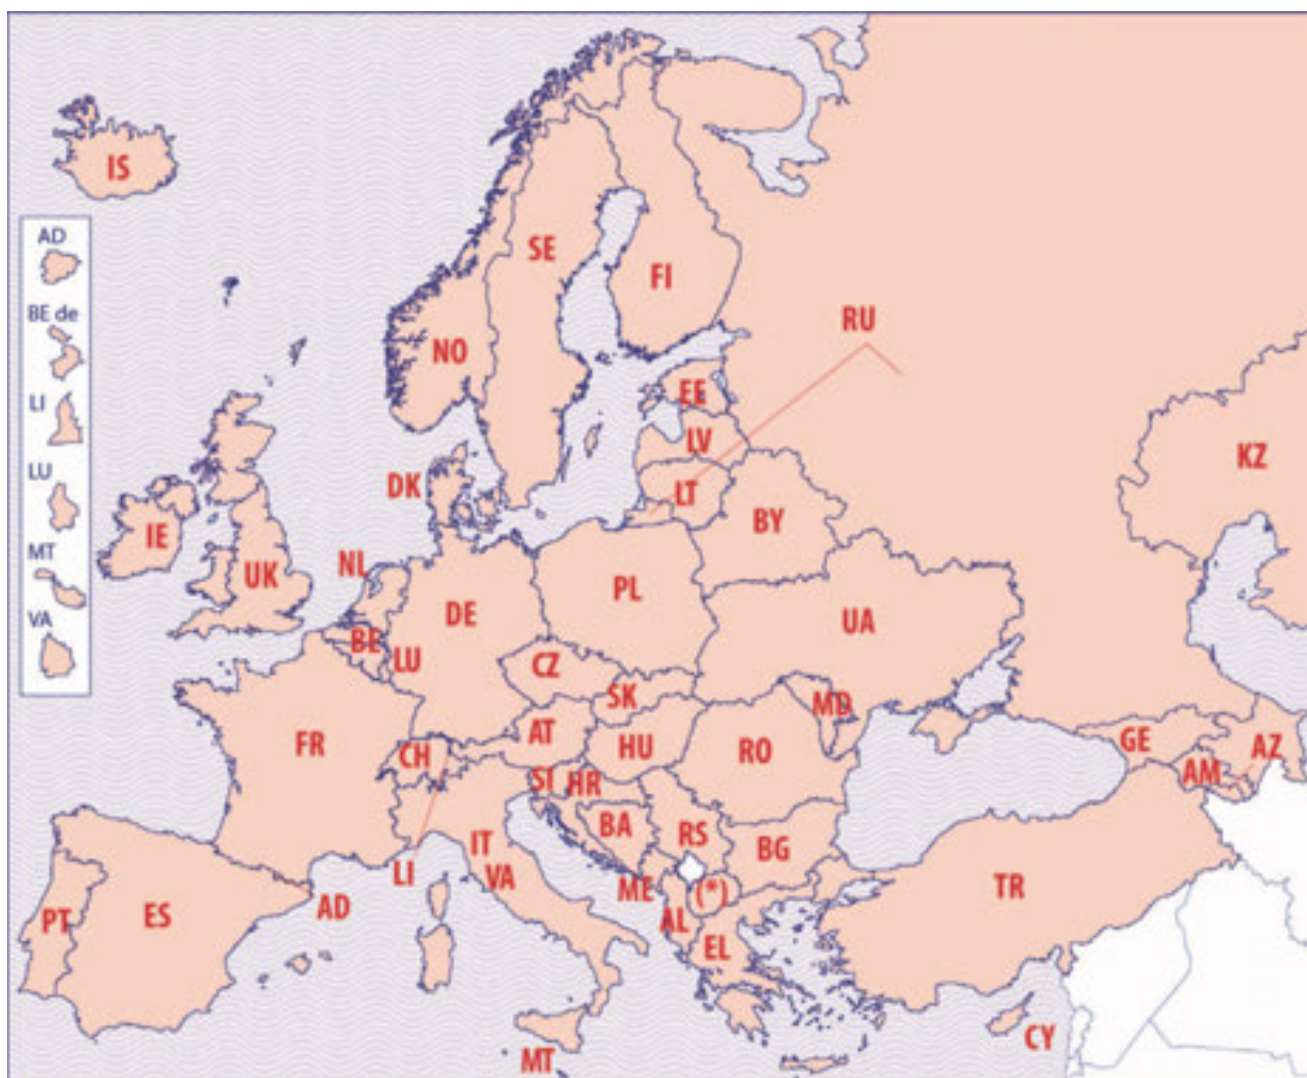 IS
AD
BE de
LI
LU
MT
VA
SE
FI
NO
RU
EE
LV
LT
DK
KZ
BY
IE
UK
NL
PL
DE
UA
BE
LU
CZ
SK
MD
FR
CH
AT
HU
RO
GE
AZ
AM
SI
HR
BA
RS
BG
IT
VA
LI
ME
(*)
TR
AD
PT
ES
AL
EL
MT
CY